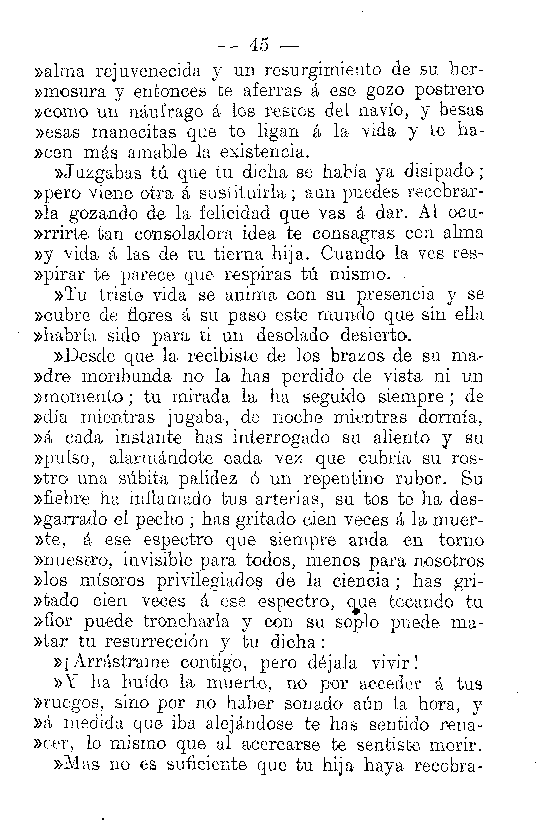 -- 45 —
»alma rejuvenecida y un resurgimiento de su her-
»mosura y entonces te aferras á ese gozo postrero
»como un náufrago á los restos del navío, y besas
»esas manecitas que te ligan á la vida y te ha-
»cen más amable la existencia.
»Juzgabas tú que tu dicha se había ya disipado;
»pero viene otra á sustituirla; aun puedes recobrar-
»la gozando de la felicidad que vas á dar. Al ocu-
»rrirte tan consoladora idea te consagras con alma
»y vida á las de tu tierna hija. Cuando la ves res-
»pirar te parece que respiras tú mismo.
»Tu triste vida se anima con su presencia y se
»cubre de flores á su paso este mundo que sin ella
»habría sido para ti un desolado desierto.
»Desde que la recibiste de los brazos de su ma-
»dre moribunda no la has perdido de vista ni un
»momento; tu mirada la ha seguido siempre; de
»día mientras jugaba, de noche mientras dormía,
»á cada instante has interrogado su aliento y su
»pulso, alarmándote cada vez que cubría su ros-
»tro una súbita palidez ó un repentino rubor. Su
»fiebre ha inflamado tus arterias, su tos te ha des-
»garrado el pecho; has gritado cien veces á la muer-
»te, á ese espectro que siempre anda en torno
»nuestro, invisible para todos, menos para nosotros
»los míseros privilegiados de la ciencia; has gri-
»tado cien veces á ese espectro, que tocando tu
»flor puede troncharla y con su soplo puede ma-
»tar tu resurrección y tu dicha:
»¡Arrástrame contigo, pero déjala vivir!
»Y ha huído la muerte, no por acceder á tus
»ruegos, sino por no haber sonado aún la hora, y
»á medida que iba alejándose te has sentido rena-
»cer, lo mismo que al acercarse te sentiste morir.
»Mas no es suficiente que tu hija haya recobra-